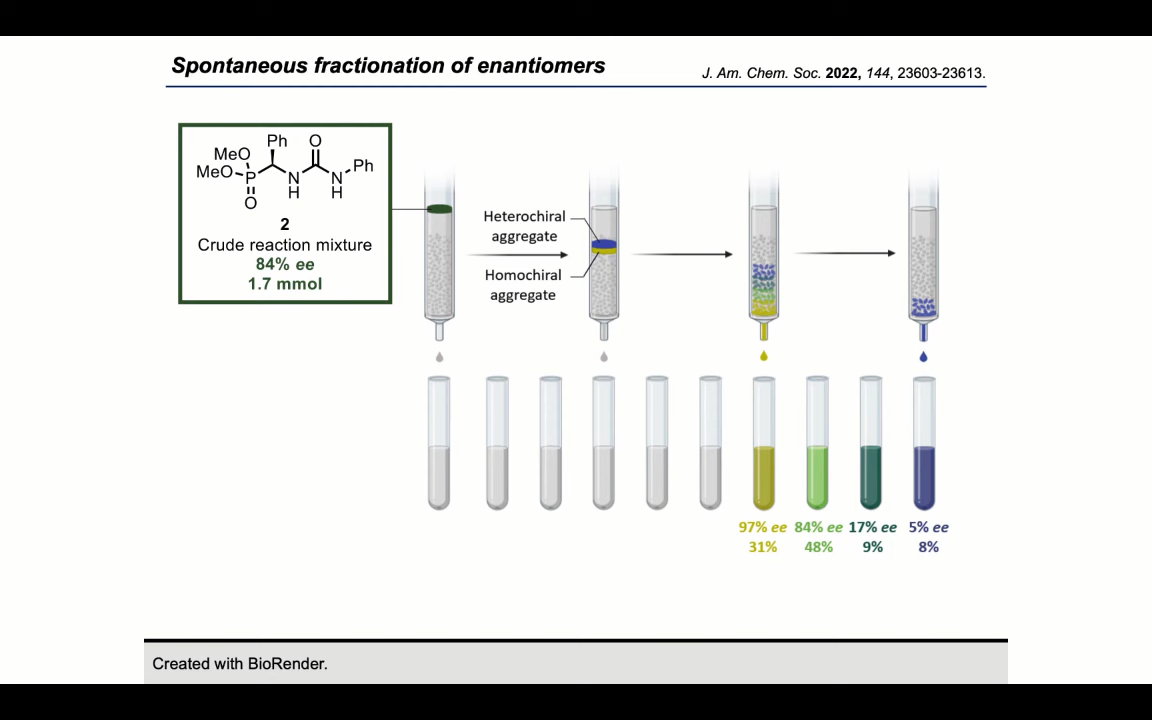 Spontaneous fractionation of enantiomers
J. Am. Chem. Soc. 2022, 144, 23603-23613.
Ph
O
MeO
MeO
P
N
H
N
H
Ph
O
2
Crude reaction mixture
84% ee
1.7 mmol
Heterochiral
aggregate
Homochiral
aggregate
97% ee 84% ee 17% ee 5% ee
31% 48% 9% 8%
Created with BioRender.